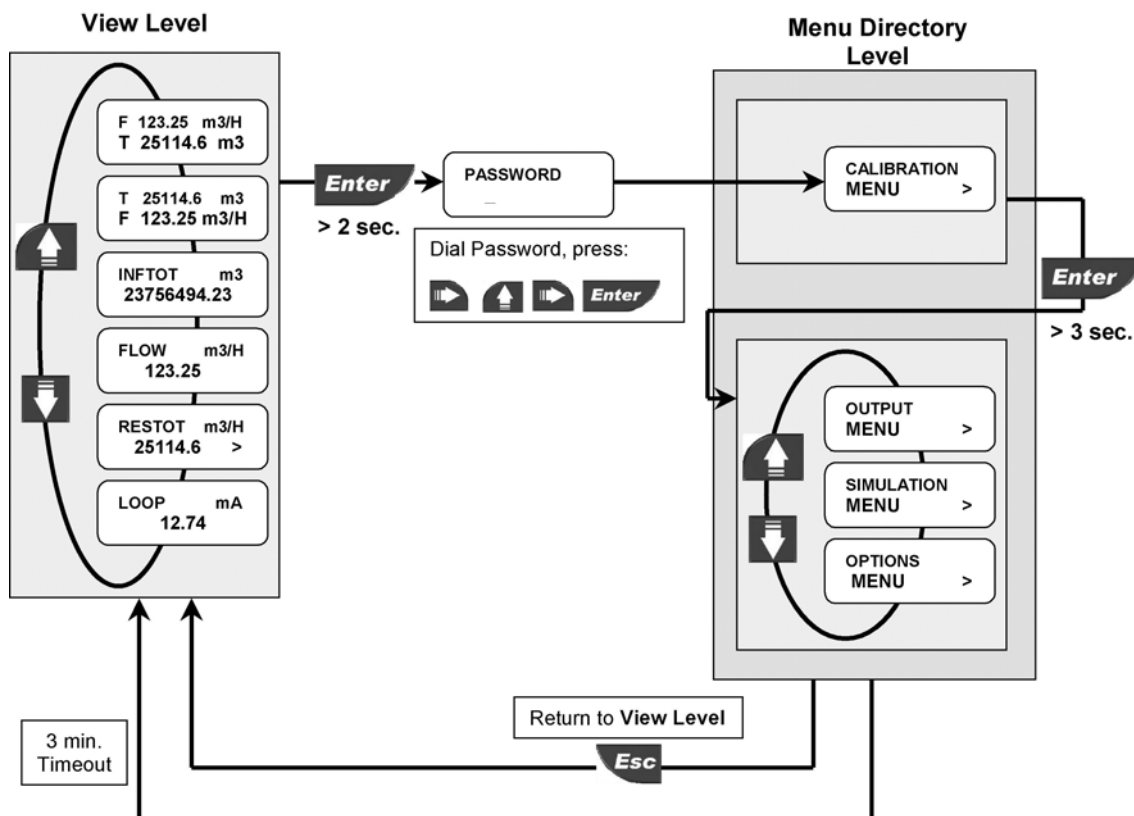 View Level
F 123.25 m3/H
T 25114.6 m3
T 25114.6 m3
F 123.25 m3/H
INFTOT m3
23756494.23
FLOW m3/H
123.25
RESTOT m3/H
25114.6 >
LOOP mA
12.74
Enter
> 2 sec.
PASSWORD
_
Dial Password, press:
Enter
Menu Directory
Level
CALIBRATION
MENU >
Enter
> 3 sec.
OUTPUT
MENU >
SIMULATION
MENU >
OPTIONS
MENU >
Return to View Level
Esc
3 min.
Timeout